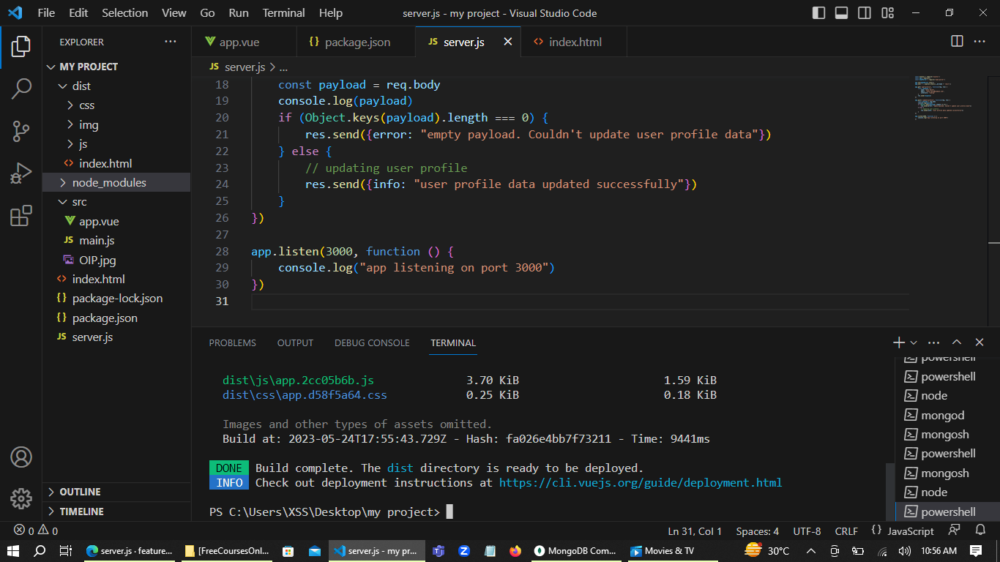 File Edit Selection View Go Run Terminal Help server.js - my project - Visual Studio Code
EXPLORER
MY PROJECT
dist
css
img
js
index.html
node_modules
src
app.vue
JS main.js
OIP.jpg
index.html
package-lock.json
package.json
JS server.js
OUTLINE
TIMELINE
app.vue {} package.json JS server.js <> index.html
JS server.js > ...
18 const payload = req.body
19 console.log(payload)
20 if (Object.keys(payload).length === 0) {
21 res.send({error: "empty payload. Couldn't update user profile data"})
22 } else {
23 // updating user profile
24 res.send({info: "user profile data updated successfully"})
25 }
26 })
27
28 app.listen(3000, function () {
29 console.log("app listening on port 3000")
30 })
31
PROBLEMS OUTPUT DEBUG CONSOLE TERMINAL
dist\js\app.2cc05b6b.js 3.70 KiB 1.59 KiB
dist\css\app.d58f5a64.css 0.25 KiB 0.18 KiB
Images and other types of assets omitted.
Build at: 2023-05-24T17:55:43.729Z - Hash: fa026e4bb7f73211 - Time: 9441ms
DONE Build complete. The dist directory is ready to be deployed.
INFO Check out deployment instructions at https://cli.vuejs.org/guide/deployment.html
PS C:\Users\XSS\Desktop\my project>
powershell
powershell
node
mongod
mongosh
powershell
mongosh
node
powershell
0 0 Ln 31, Col 1 Spaces: 4 UTF-8 CRLF {} JavaScript
server.js · feature... [FreeCoursesOnl... server.js - my pr... MongoDB Com... Movies & TV 30°C 10:56 AM